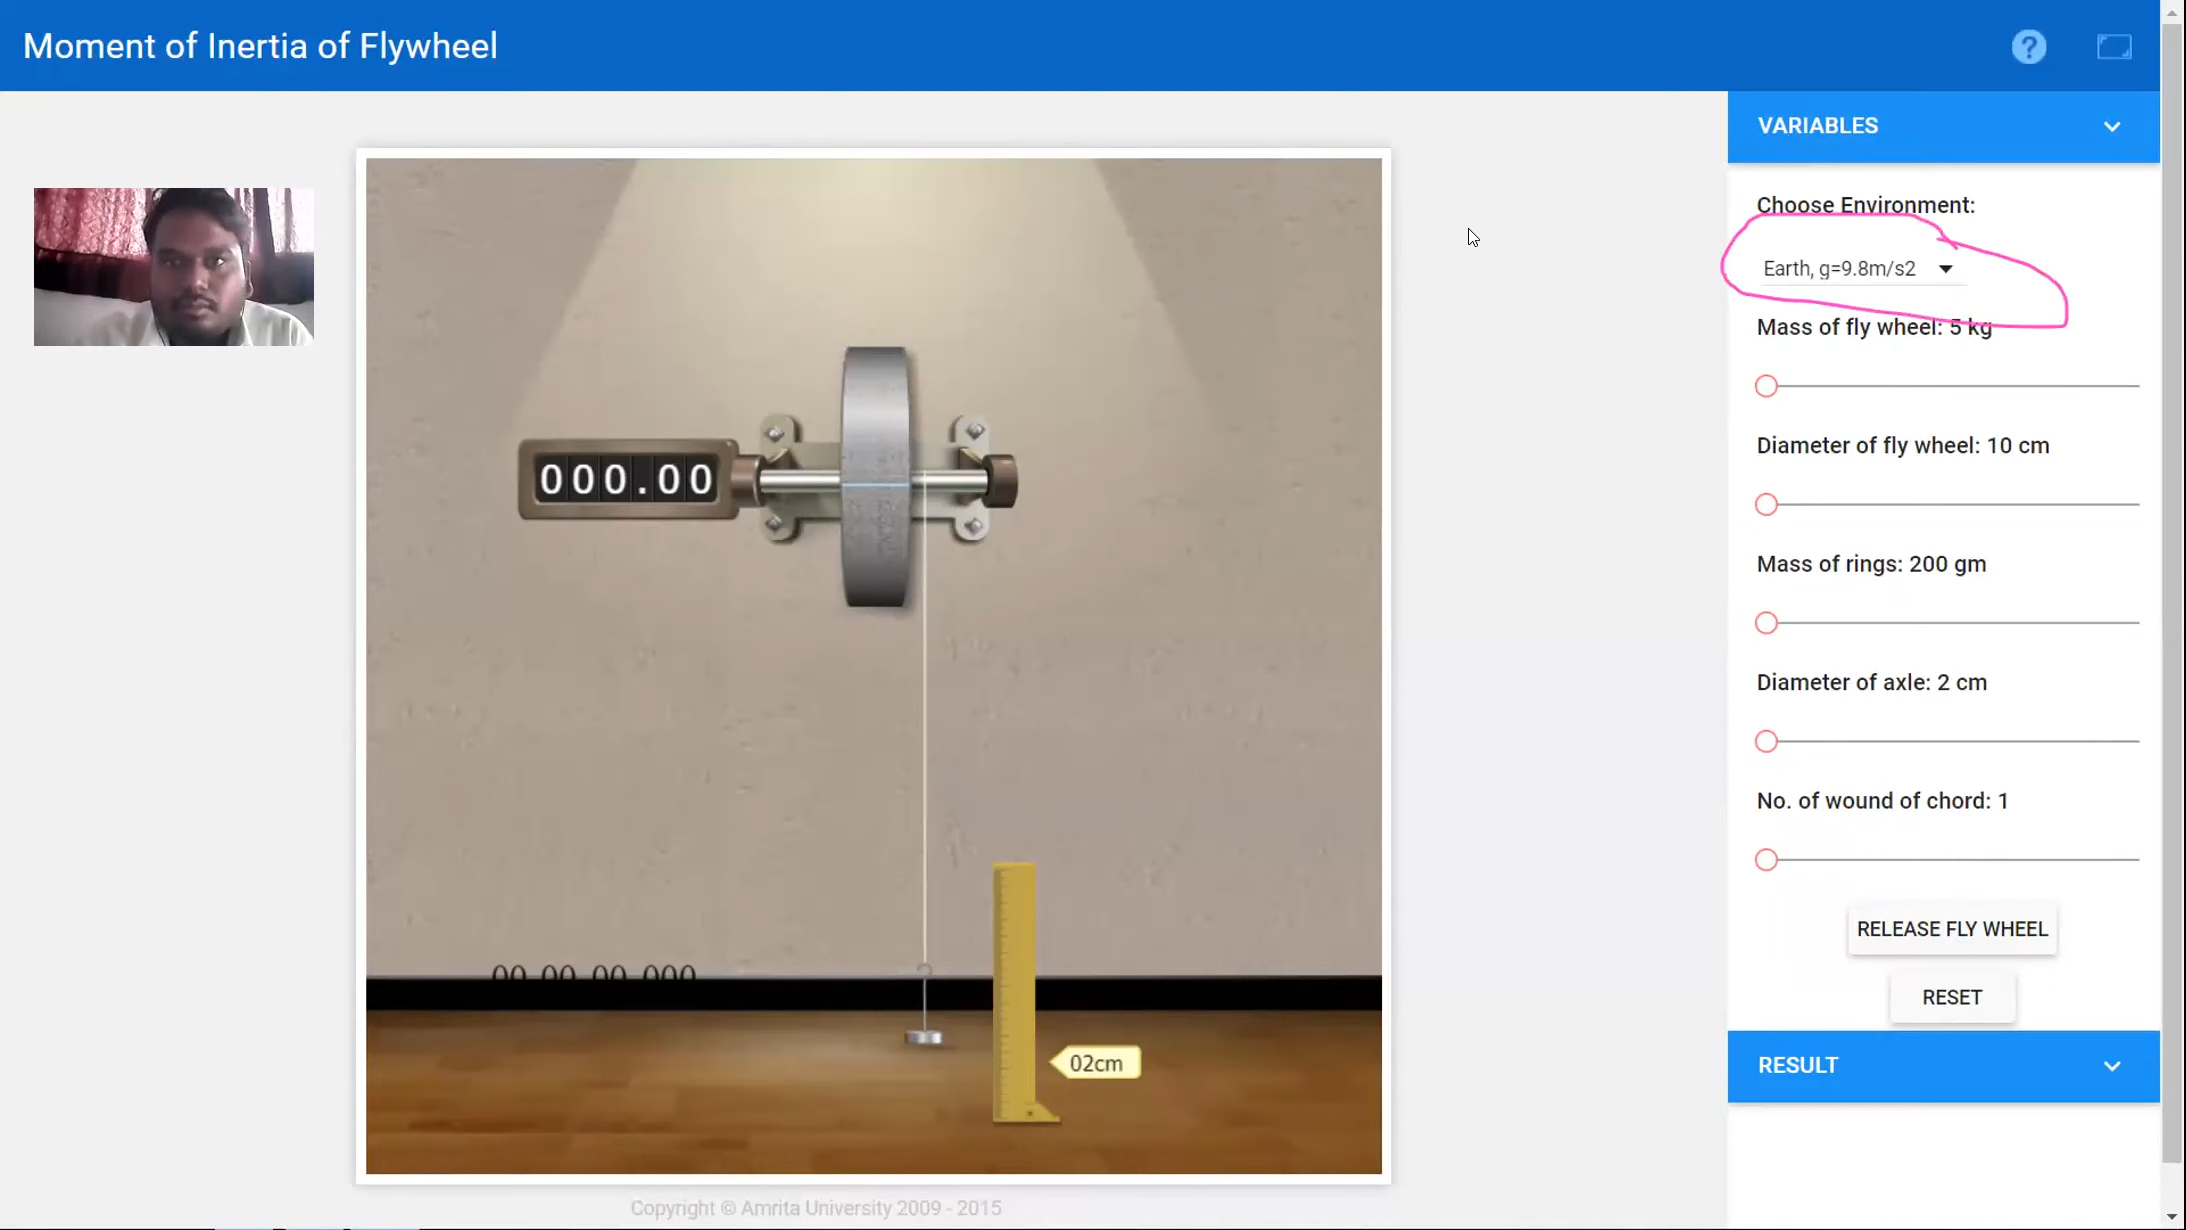 Moment of Inertia of Flywheel
?
VARIABLES
Choose Environment:
Earth, g=9.8m/s2
Mass of fly wheel: 5 kg
Diameter of fly wheel: 10 cm
Mass of rings: 200 gm
Diameter of axle: 2 cm
No. of wound of chord: 1
RELEASE FLY WHEEL
RESET
RESULT
000.00
00 00 00 000
02cm
Copyright © Amrita University 2009 - 2015